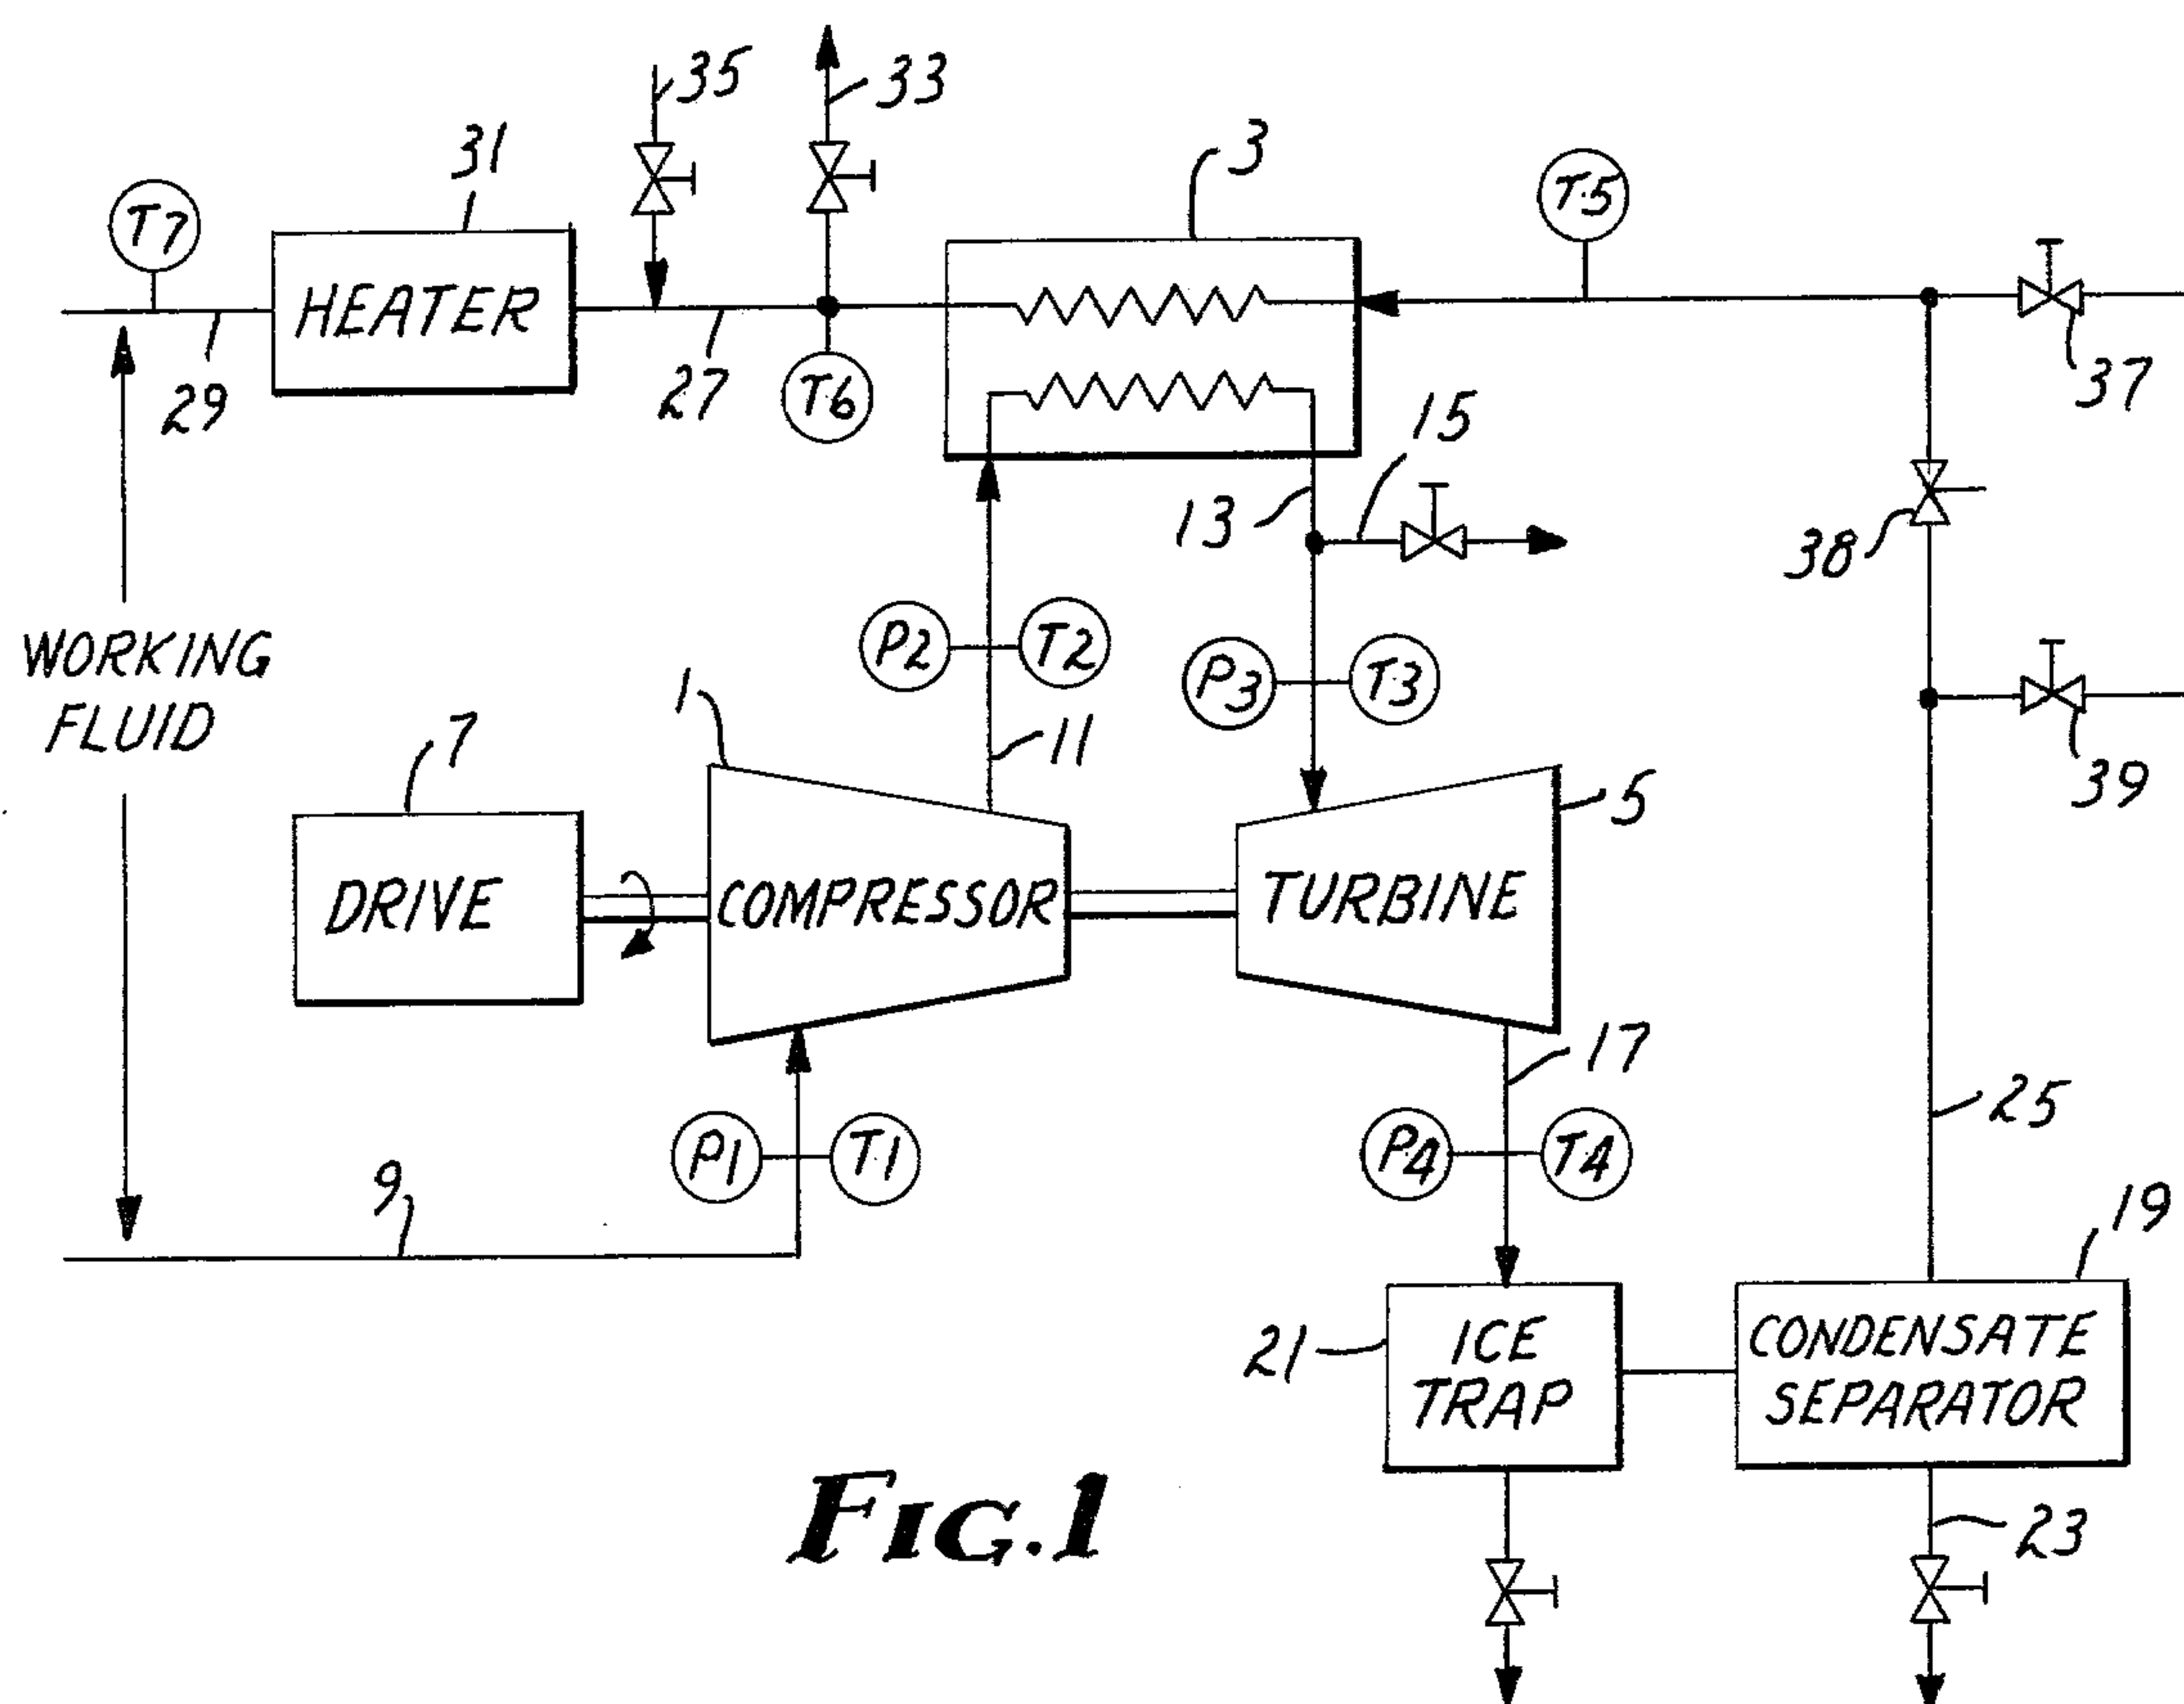 35
33
31
3
T5
T7
HEATER
37
29
27
T6
15
13
38
WORKING
FLUID
P2
T2
P3
T3
1
11
7
5
39
DRIVE
COMPRESSOR
TURBINE
17
25
P1
T1
P4
T4
9
19
21
ICE
TRAP
CONDENSATE
SEPARATOR
23
FIG.1